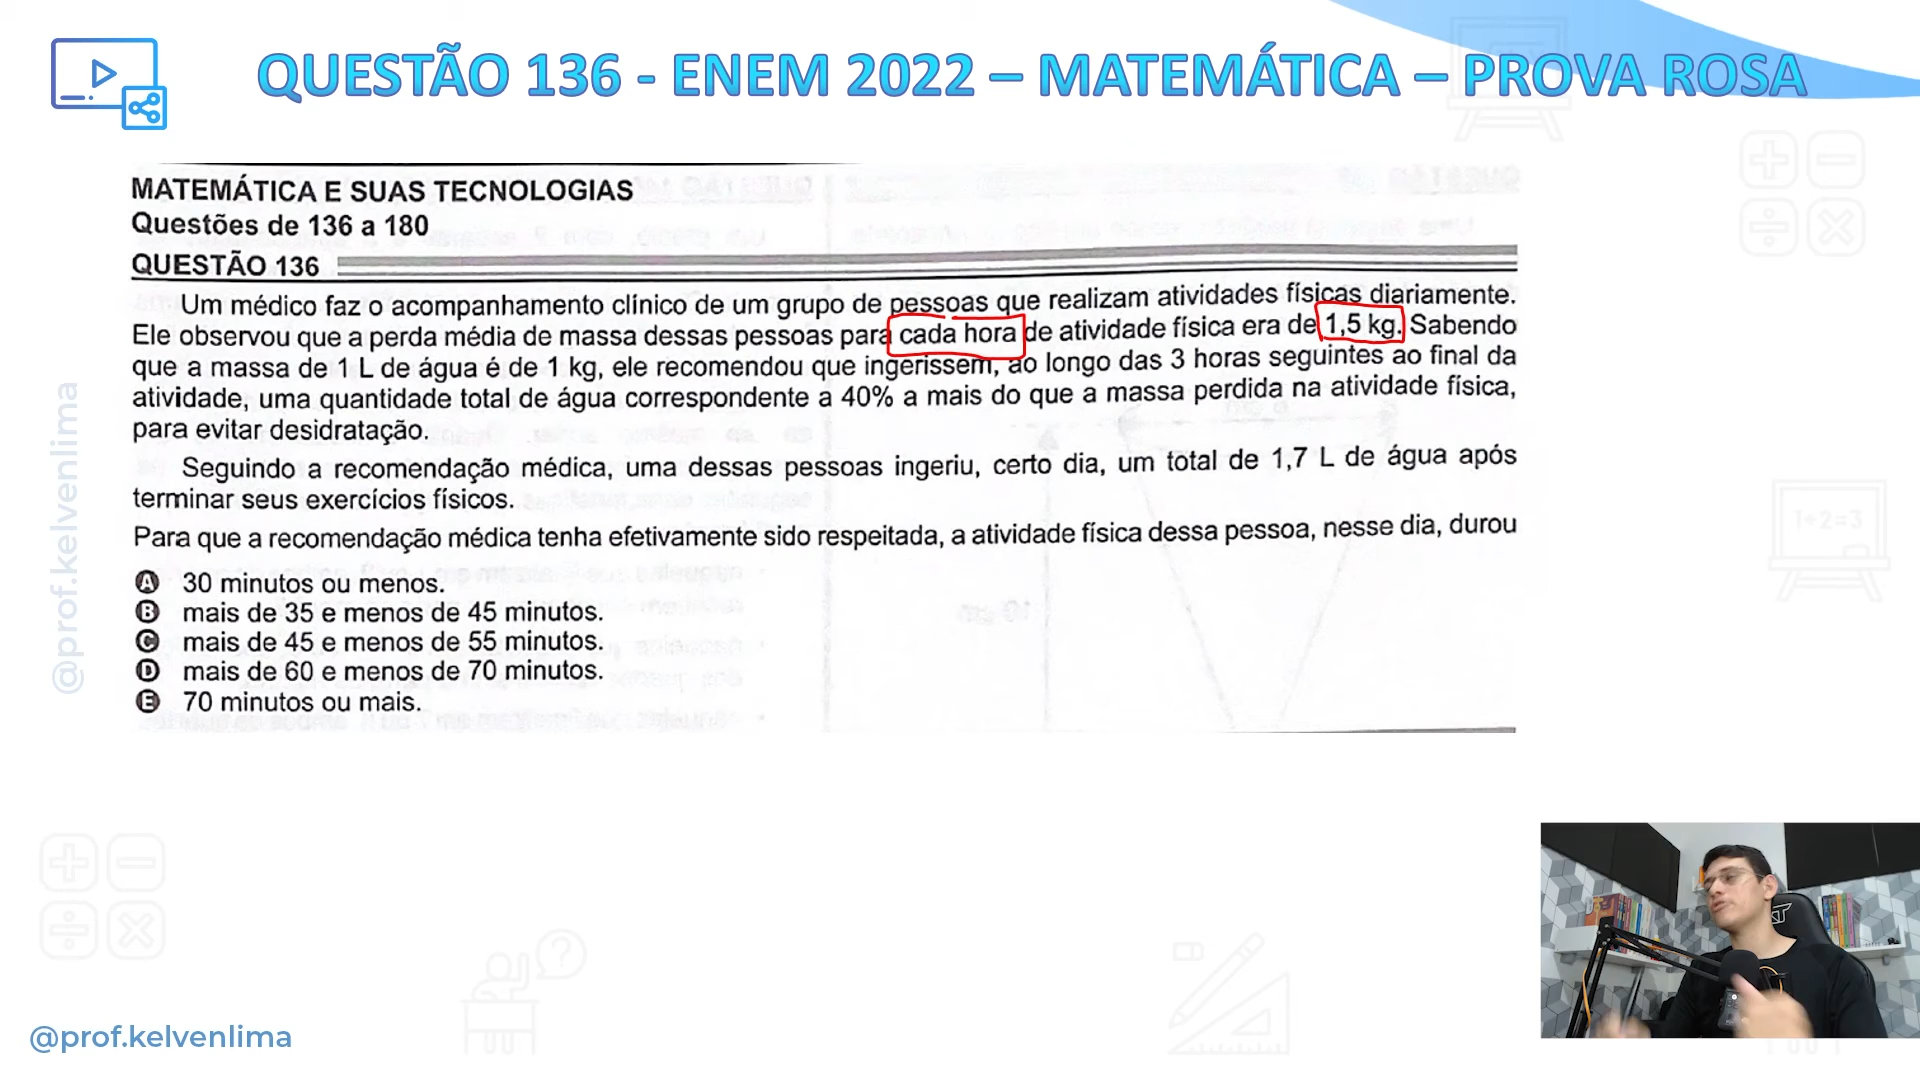 QUESTÃO 136 - ENEM 2022 – MATEMÁTICA – PROVA ROSA
MATEMÁTICA E SUAS TECNOLOGIAS
Questões de 136 a 180
QUESTÃO 136
Um médico faz o acompanhamento clínico de um grupo de pessoas que realizam atividades físicas diariamente.
Ele observou que a perda média de massa dessas pessoas para cada hora de atividade física era de 1,5 kg. Sabendo
que a massa de 1 L de água é de 1 kg, ele recomendou que ingerissem, ao longo das 3 horas seguintes ao final da
atividade, uma quantidade total de água correspondente a 40% a mais do que a massa perdida na atividade física,
para evitar desidratação.
Seguindo a recomendação médica, uma dessas pessoas ingeriu, certo dia, um total de 1,7 L de água após
terminar seus exercícios físicos.
Para que a recomendação médica tenha efetivamente sido respeitada, a atividade física dessa pessoa, nesse dia, durou
A 30 minutos ou menos.
B mais de 35 e menos de 45 minutos.
C mais de 45 e menos de 55 minutos.
D mais de 60 e menos de 70 minutos.
E 70 minutos ou mais.
@prof.kelvenlima
1+2=3
@prof.kelvenlima